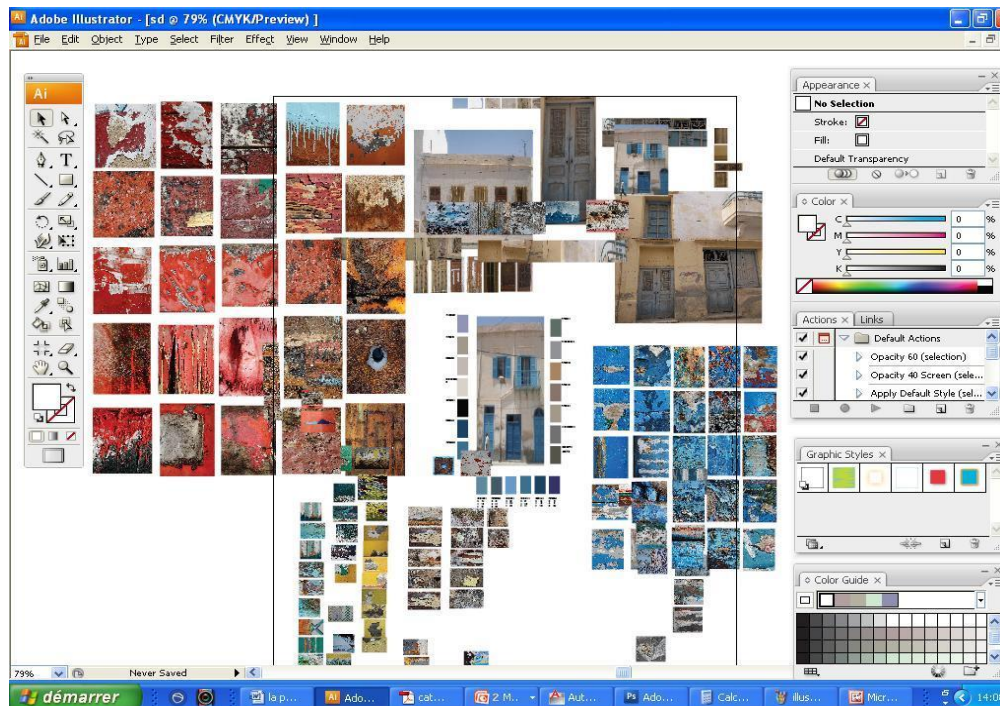 Adobe Illustrator - [sd @ 79% (CMYK/Preview) ]
File Edit Object Type Select Filter Effect View Window Help
Ai
T
Appearance ×
No Selection
Stroke:
Fill:
Default Transparency
Color ×
C 0 %
M 0 %
Y 0 %
K 0 %
Actions × Links
Default Actions
Opacity 60 (selection)
Opacity 40 Screen (sele...
Apply Default Style (sel...
Graphic Styles ×
Color Guide ×
79% Never Saved
démarrer la p... Ado... cat... 2 M... Aut... Ado... Calc... illus... Micr...